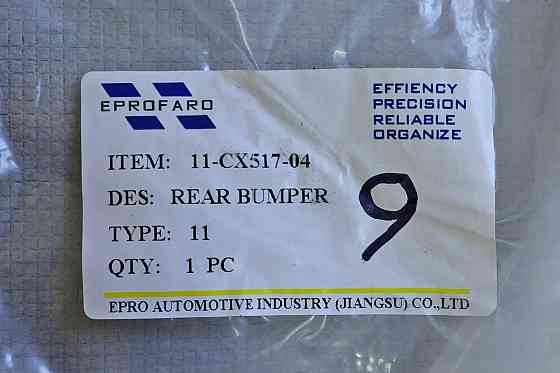 EPROFARO
EFFIENCY
PRECISION
RELIABLE
ORGANIZE
ITEM: 11-CX517-04
DES: REAR BUMPER
TYPE: 11
QTY: 1 PC
9
EPRO AUTOMOTIVE INDUSTRY (JIANGSU) CO.,LTD